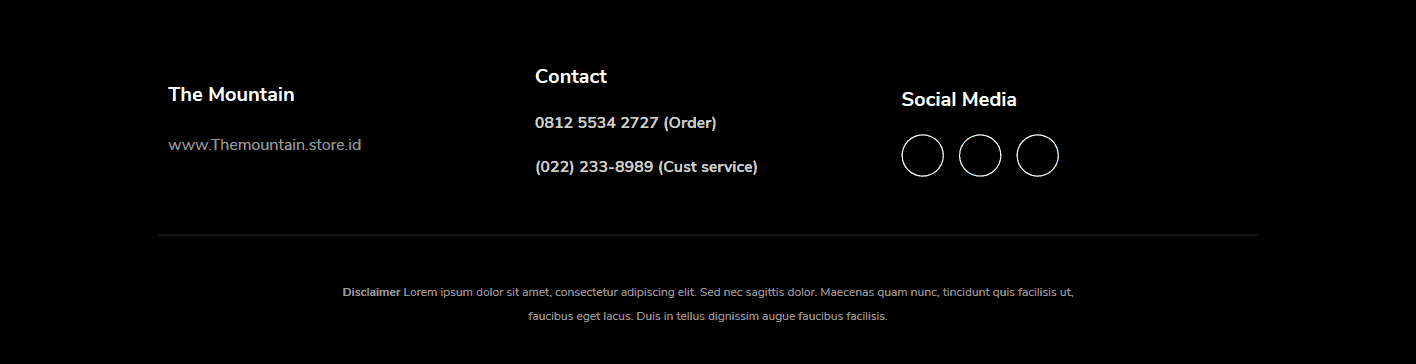 The Mountain
www.Themountain.store.id
Contact
0812 5534 2727 (Order)
(022) 233-8989 (Cust service)
Social Media
Disclaimer Lorem ipsum dolor sit amet, consectetur adipiscing elit. Sed nec sagittis dolor. Maecenas quam nunc, tincidunt quis facilisis ut,
faucibus eget lacus. Duis in tellus dignissim augue faucibus facilisis.